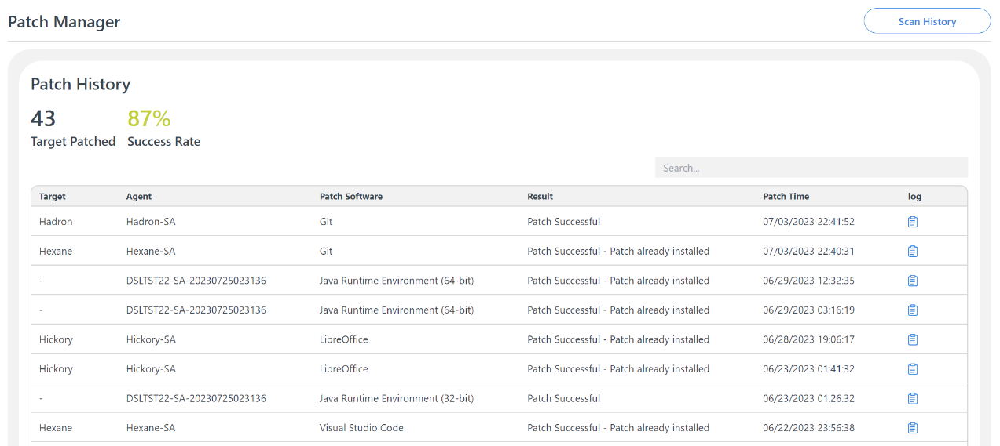 Patch Manager
Scan History
Patch History
43 87%
Target Patched Success Rate
Search...
Target Agent Patch Software Result Patch Time log
Hadron Hadron-SA Git Patch Successful 07/03/2023 22:41:52
Hexane Hexane-SA Git Patch Successful - Patch already installed 07/03/2023 22:40:31
- DSLTST22-SA-20230725023136 Java Runtime Environment (64-bit) Patch Successful - Patch already installed 06/29/2023 12:32:35
- DSLTST22-SA-20230725023136 Java Runtime Environment (64-bit) Patch Successful - Patch already installed 06/29/2023 03:16:19
Hickory Hickory-SA LibreOffice Patch Successful - Patch already installed 06/28/2023 19:06:17
Hickory Hickory-SA LibreOffice Patch Successful - Patch already installed 06/23/2023 01:41:32
- DSLTST22-SA-20230725023136 Java Runtime Environment (32-bit) Patch Successful 06/23/2023 01:26:32
Hexane Hexane-SA Visual Studio Code Patch Successful - Patch already installed 06/22/2023 23:56:38